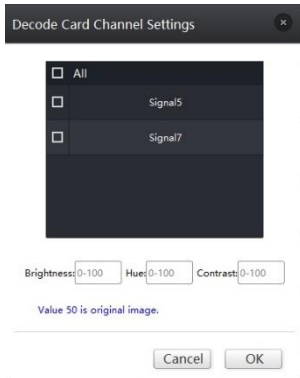 Decode Card Channel Settings
All
Signal5
Signal7
Brightness: 0-100 Hue: 0-100 Contrast: 0-100
Value 50 is original image.
Cancel OK